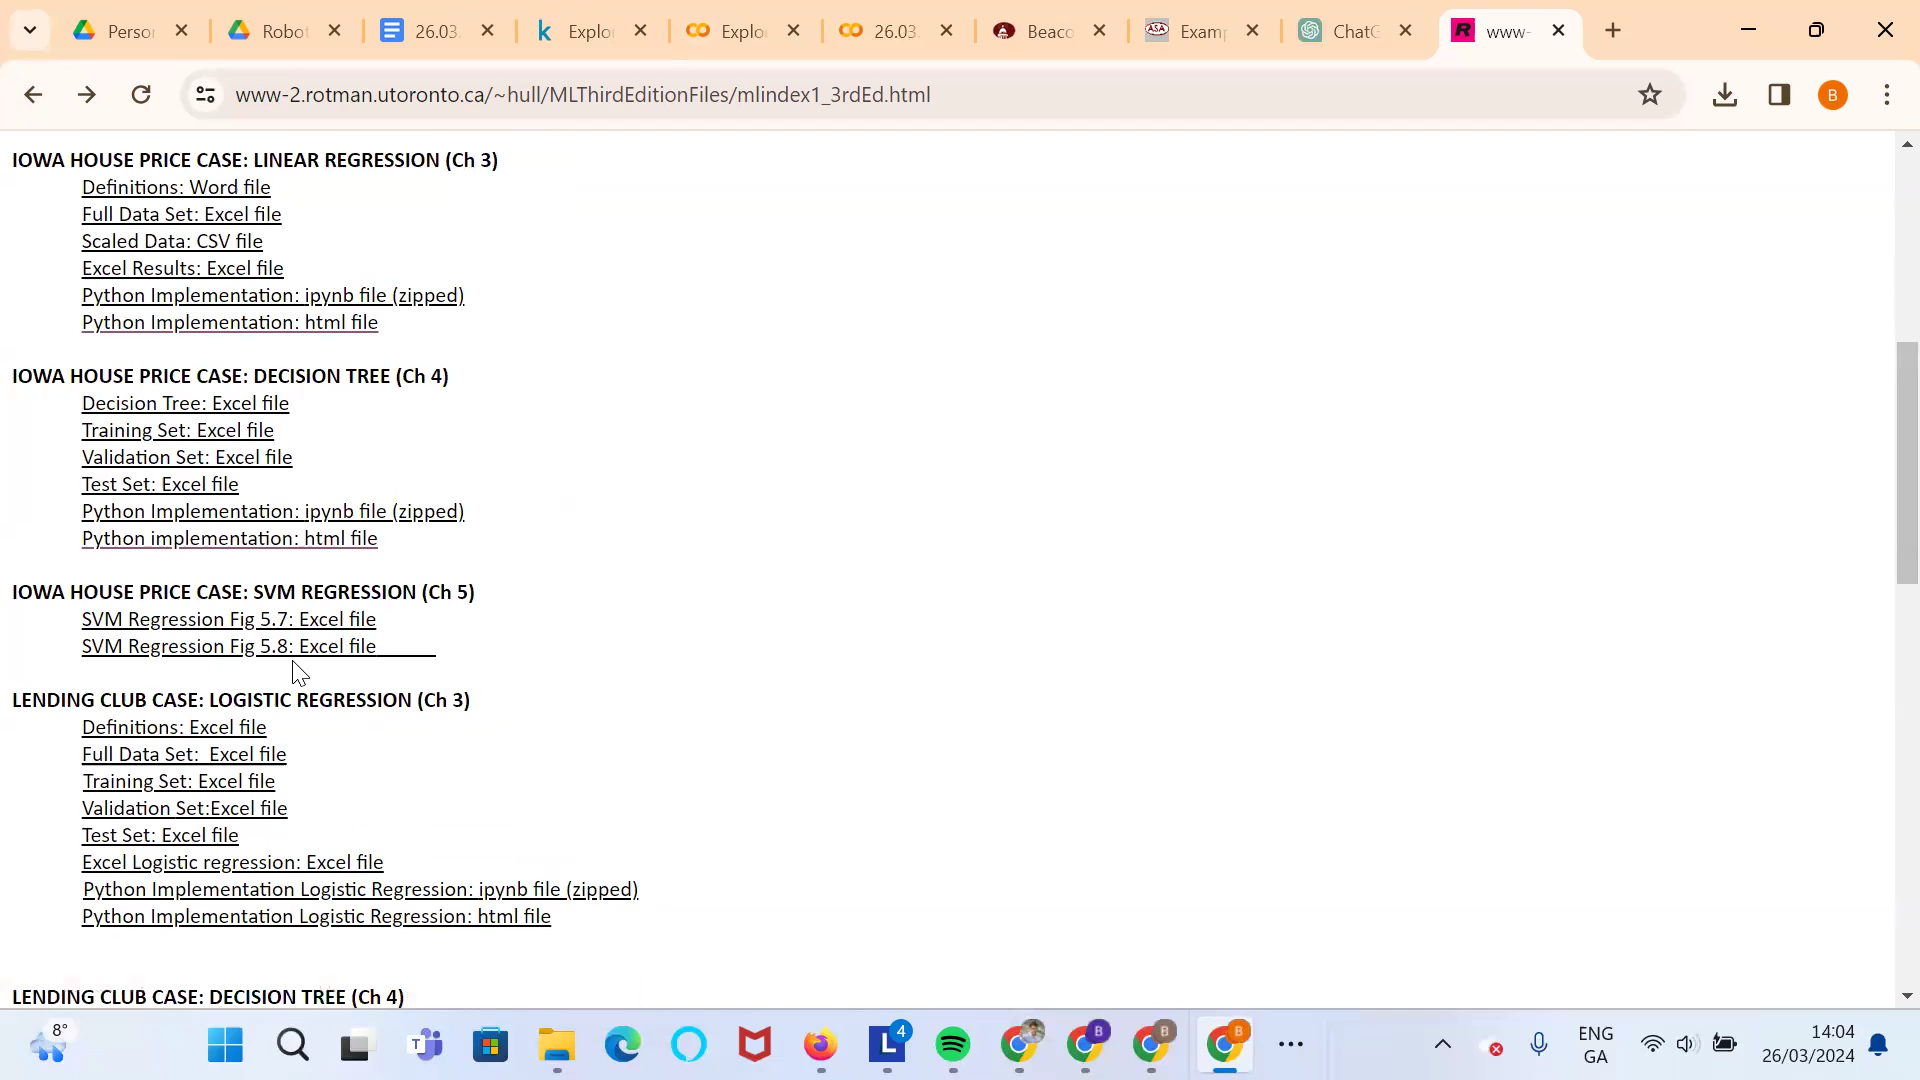 Person
Robot
26.03.
Explo
Explo
26.03.
Beaco
ASA
Examp
ChatG
www-
www-2.rotman.utoronto.ca/~hull/MLThirdEditionFiles/mlindex1_3rdEd.html
B
IOWA HOUSE PRICE CASE: LINEAR REGRESSION (Ch 3)
Definitions: Word file
Full Data Set: Excel file
Scaled Data: CSV file
Excel Results: Excel file
Python Implementation: ipynb file (zipped)
Python Implementation: html file
IOWA HOUSE PRICE CASE: DECISION TREE (Ch 4)
Decision Tree: Excel file
Training Set: Excel file
Validation Set: Excel file
Test Set: Excel file
Python Implementation: ipynb file (zipped)
Python implementation: html file
IOWA HOUSE PRICE CASE: SVM REGRESSION (Ch 5)
SVM Regression Fig 5.7: Excel file
SVM Regression Fig 5.8: Excel file
LENDING CLUB CASE: LOGISTIC REGRESSION (Ch 3)
Definitions: Excel file
Full Data Set:  Excel file
Training Set: Excel file
Validation Set:Excel file
Test Set: Excel file
Excel Logistic regression: Excel file
Python Implementation Logistic Regression: ipynb file (zipped)
Python Implementation Logistic Regression: html file
LENDING CLUB CASE: DECISION TREE (Ch 4)
8°
4
B
B
B
ENG
GA
14:04
26/03/2024